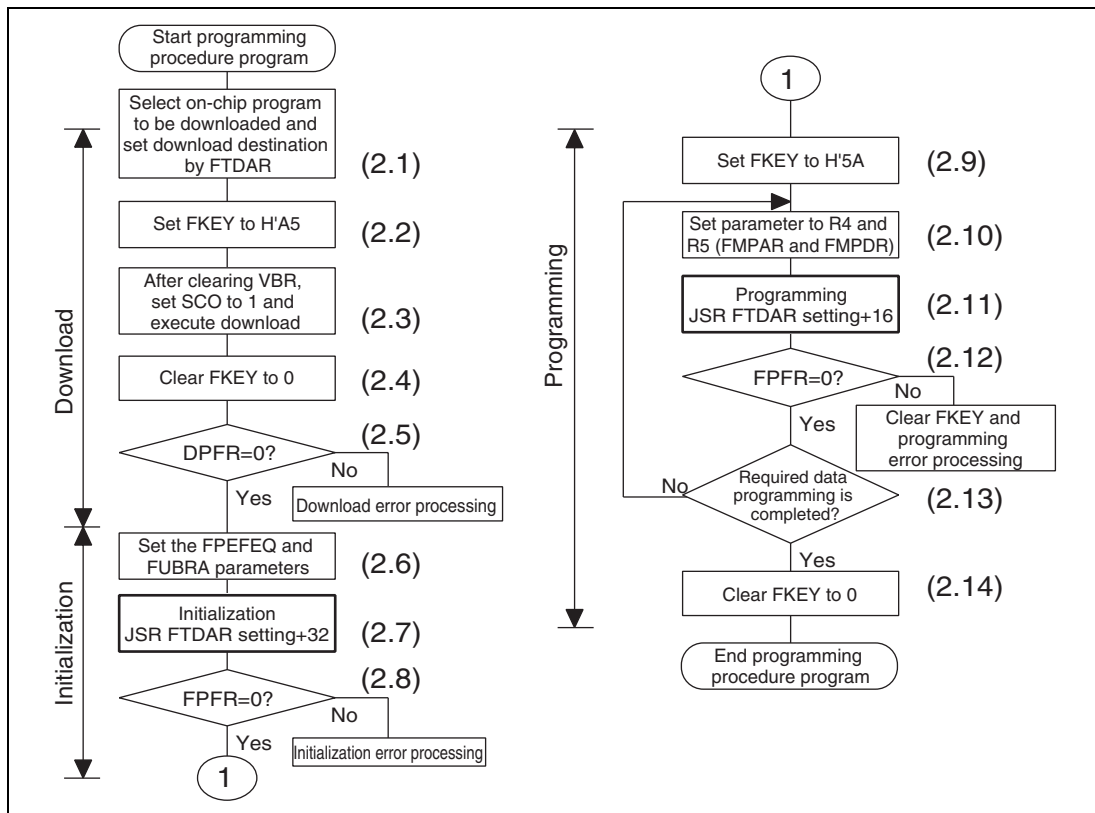 Start programming
procedure program
Select on-chip program
to be downloaded and
set download destination
by FTDAR
(2.1)
Set FKEY to H'A5
(2.2)
After clearing VBR,
set SCO to 1 and
execute download
(2.3)
Clear FKEY to 0
(2.4)
DPFR=0?
(2.5)
No
Yes
Download error processing
Download
Set the FPEFEQ and
FUBRA parameters
(2.6)
Initialization
JSR FTDAR setting+32
(2.7)
FPFR=0?
(2.8)
No
Yes
Initialization error processing
Initialization
1
1
Set FKEY to H'5A
(2.9)
Set parameter to R4 and
R5 (FMPAR and FMPDR)
(2.10)
Programming
JSR FTDAR setting+16
(2.11)
FPFR=0?
(2.12)
No
Yes
Clear FKEY and
programming
error processing
Required data
programming is
completed?
(2.13)
No
Yes
Clear FKEY to 0
(2.14)
Programming
End programming
procedure program